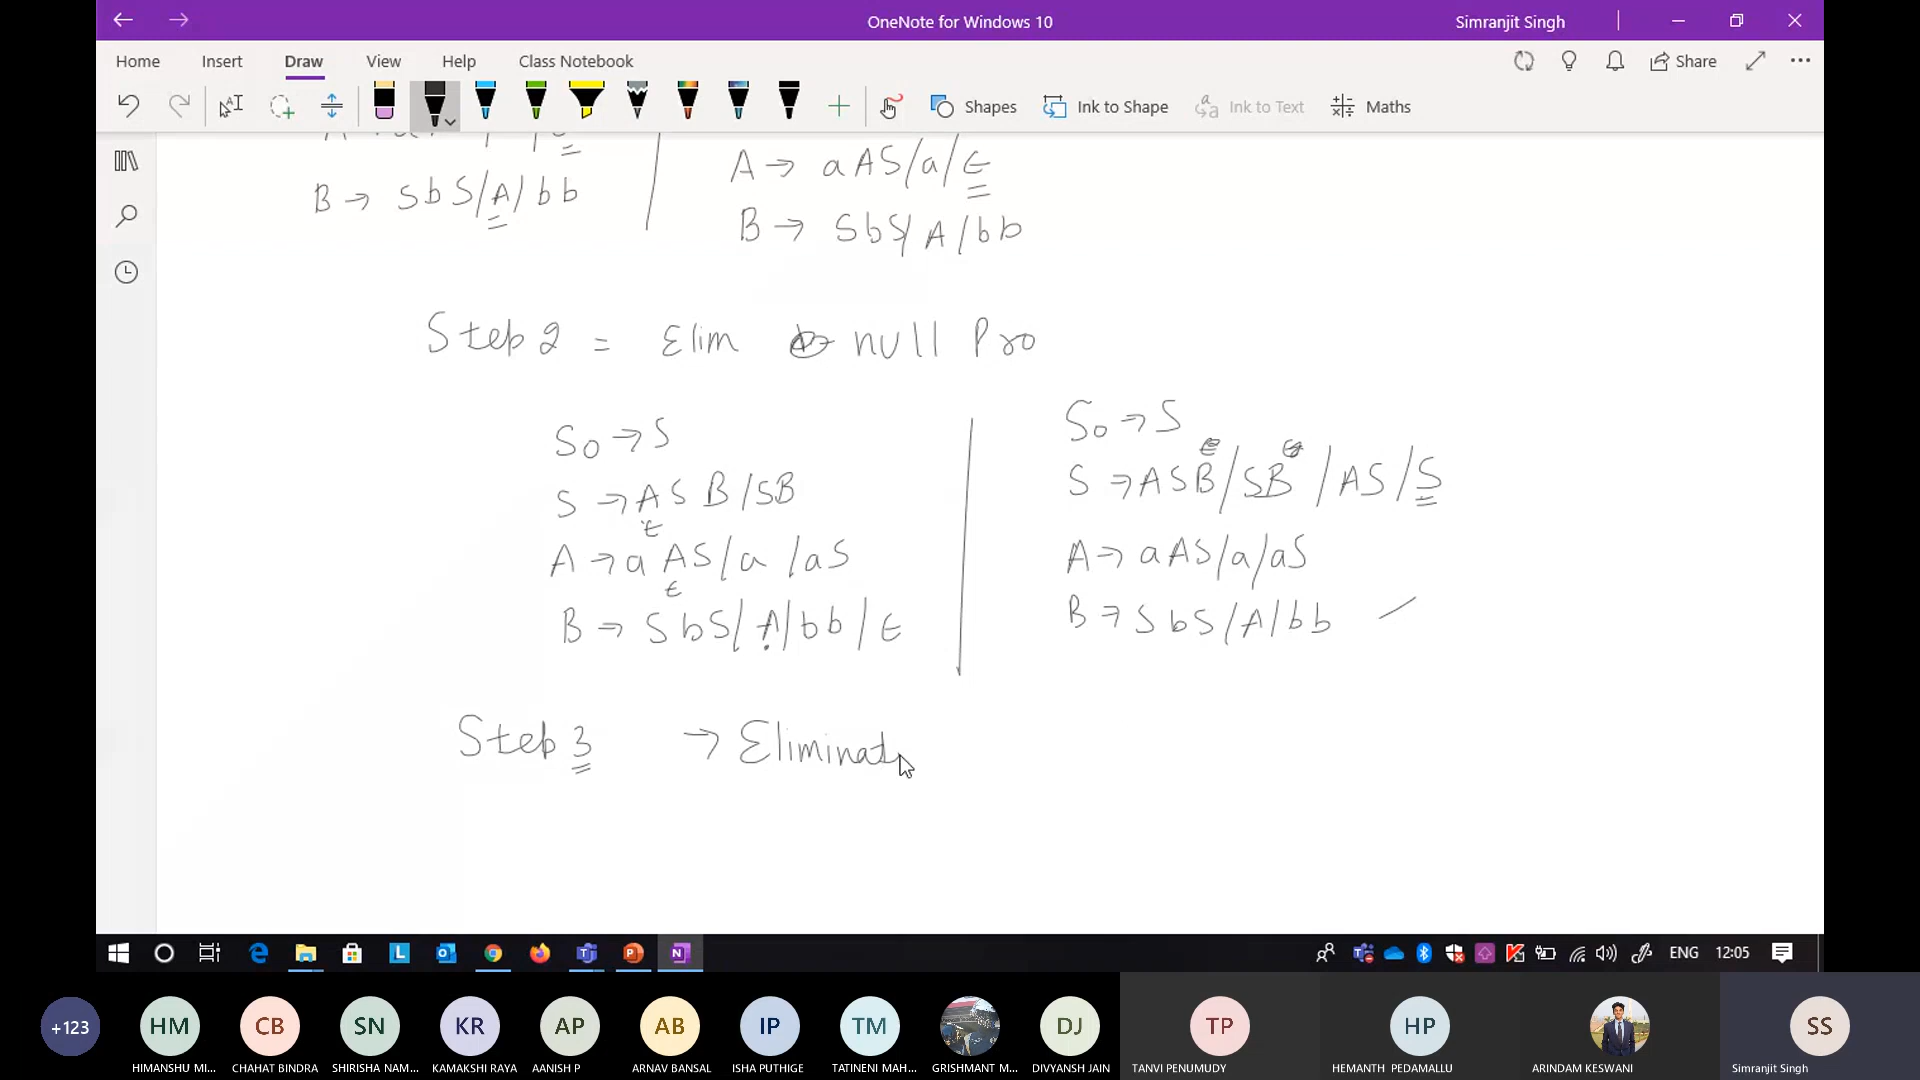 OneNote for Windows 10
Simranjit Singh
Home Insert Draw View Help Class Notebook
Share
Shapes Ink to Shape Ink to Text Maths
B → SbS/A/bb
A → aAS/a/ε
B → SbS/A/bb
Step 2 = Elim null Pro
S0 → S
S → ASB/SB
ε
A → aAS/a/aS
ε
B → SbS/A/bb/ε
S0 → S
S → ASB/SB/AS/S
A → aAS/a/aS
B → SbS/A/bb
Step 3 → Eliminat
ENG 12:05
+123 HM CB SN KR AP AB IP TM DJ TP HP SS
HIMANSHU MI... CHAHAT BINDRA SHIRISHA NAM... KAMAKSHI RAYA AANISH P ARNAV BANSAL ISHA PUTHIGE TATINENI MAH... GRISHMANT M... DIVYANSH JAIN TANVI PENUMUDY HEMANTH PEDAMALLU ARINDAM KESWANI Simranjit Singh